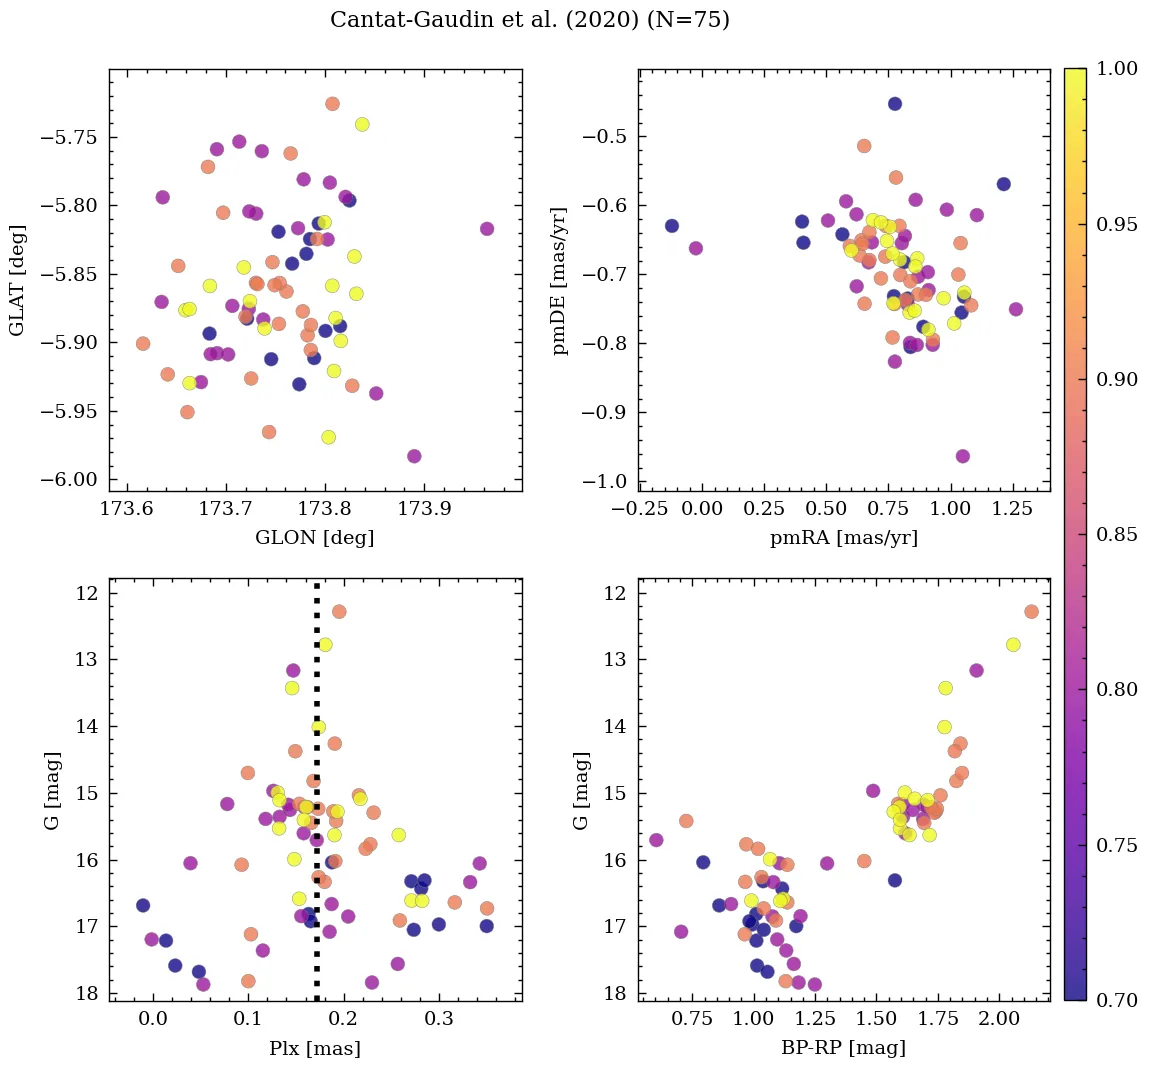 Cantat-Gaudin et al. (2020) (N=75)
−5.75
−5.80
−5.85
−5.90
−5.95
−6.00
GLAT [deg]
173.6 173.7 173.8 173.9
GLON [deg]
−0.5
−0.6
−0.7
−0.8
−0.9
−1.0
pmDE [mas/yr]
−0.25 0.00 0.25 0.50 0.75 1.00 1.25
pmRA [mas/yr]
12
13
14
15
16
17
18
G [mag]
0.0 0.1 0.2 0.3
Plx [mas]
12
13
14
15
16
17
18
G [mag]
0.75 1.00 1.25 1.50 1.75 2.00
BP-RP [mag]
1.00
0.95
0.90
0.85
0.80
0.75
0.70